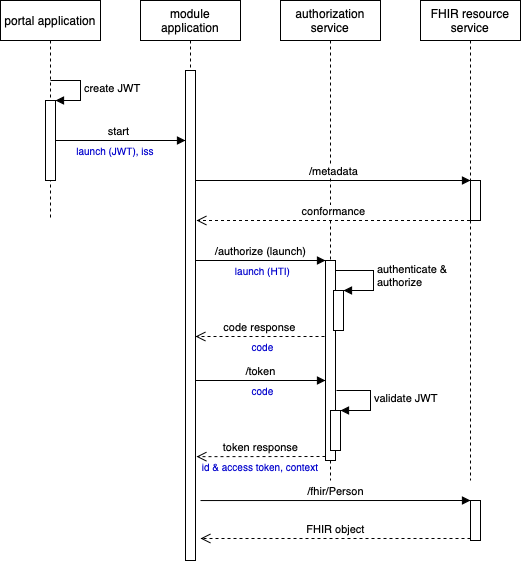 portal application
module
application
authorization
service
FHIR resource
service
create JWT
start
launch (JWT), iss
/metadata
conformance
/authorize (launch)
launch (HTI)
authenticate &
authorize
code response
code
/token
code
validate JWT
token response
id & access token, context
/fhir/Person
FHIR object